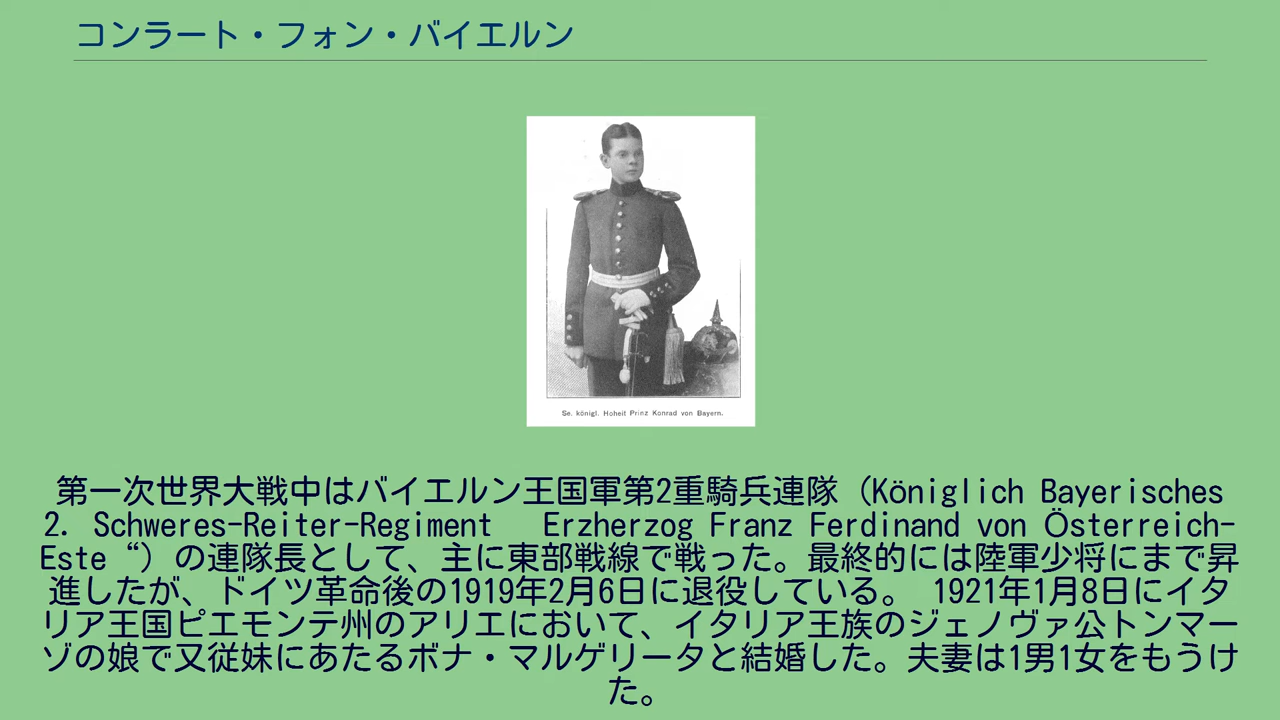 コンラート・フォン・バイエルン
Se. königl. Hoheit Prinz Konrad von Bayern.
第一次世界大戦中はバイエルン王国軍第2重騎兵連隊（Königlich Bayerisches
2. Schweres-Reiter-Regiment　Erzherzog Franz Ferdinand von Österreich-
Este “）の連隊長として、主に東部戦線で戦った。最終的には陸軍少将にまで昇
進したが、ドイツ革命後の1919年2月6日に退役している。 1921年1月8日にイタ
リア王国ピエモンテ州のアリエにおいて、イタリア王族のジェノヴァ公トンマー
ゾの娘で又従妹にあたるボナ・マルゲリータと結婚した。夫妻は1男1女をもうけ
た。